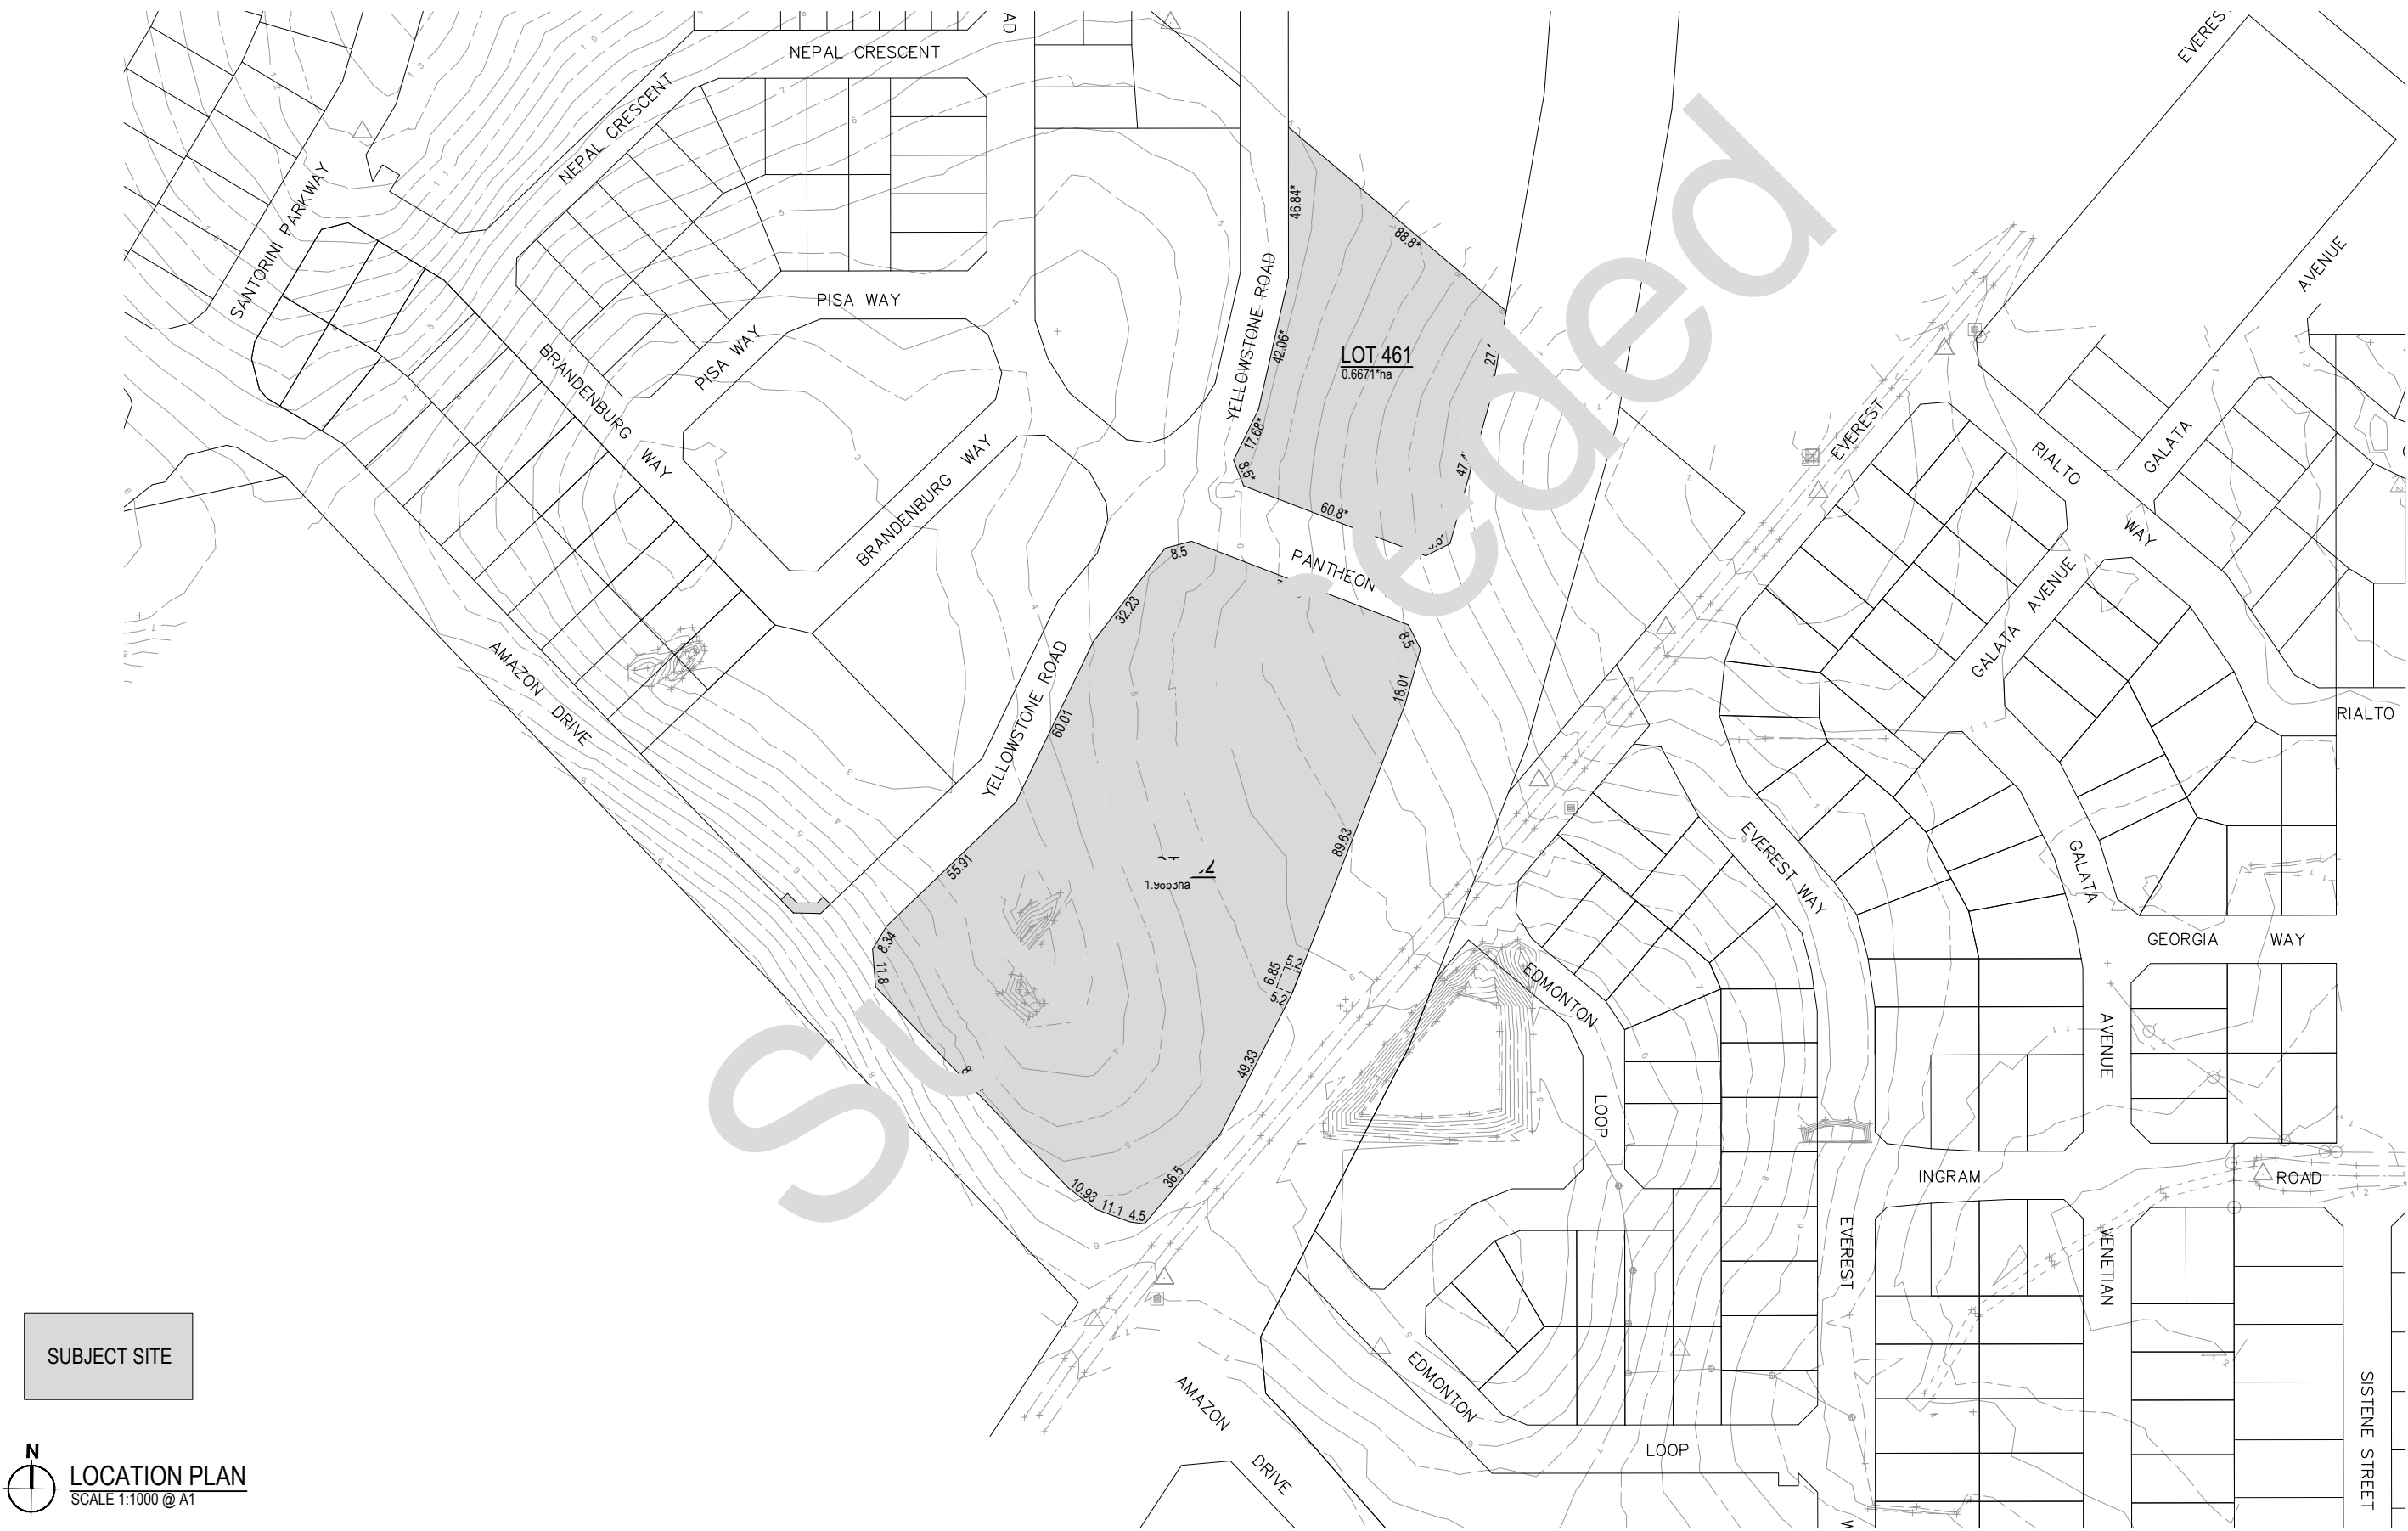 NEPAL CRESCENT
NEPAL CRESCENT
EVEREST
SANTORINI PARKWAY
46.84*
88.8*
AVENUE
PISA WAY
YELLOWSTONE ROAD
42.06*
LOT 461
0.6671*ha
PISA WAY
BRANDENBURG
WAY
BRANDENBURG WAY
17.68*
8.5*
60.8*
EVEREST
RIALTO
GALATA
WAY
PANTHEON
8.5
32.23
8.5
18.01
GALATA AVENUE
AMAZON
DRIVE
YELLOWSTONE ROAD
60.01
RIALTO
55.91
89.63
EVEREST WAY
GALATA
8.34
11.8
5.2
6.85
5.2
EDMONTON
GEORGIA WAY
49.33
LOOP
AVENUE
36.5
10.93
11.1
4.5
INGRAM
ROAD
EVEREST
VENETIAN
Superseded
SUBJECT SITE
EDMONTON
LOOP
AMAZON
DRIVE
SISTENE STREET
N
LOCATION PLAN
SCALE 1:1000 @ A1